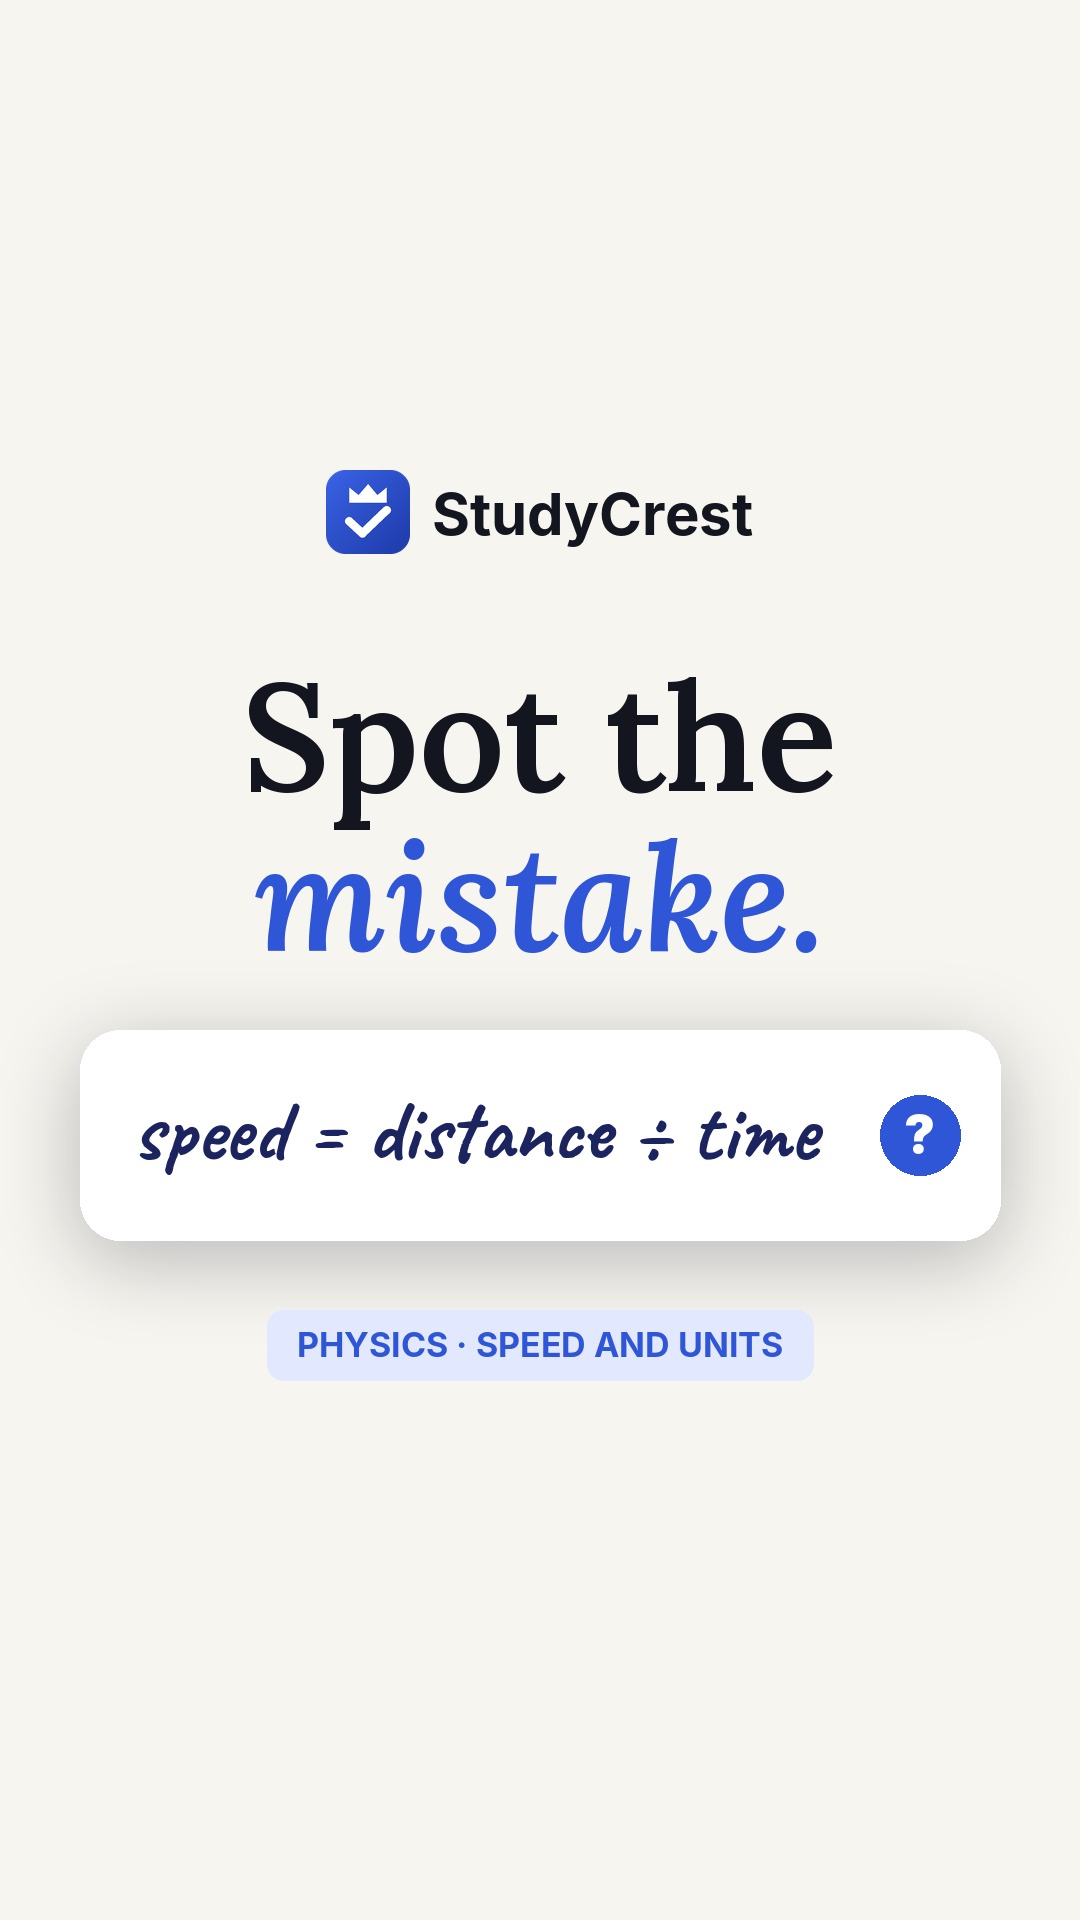 StudyCrest
Spot the
mistake.
speed = distance ÷ time
?
PHYSICS · SPEED AND UNITS